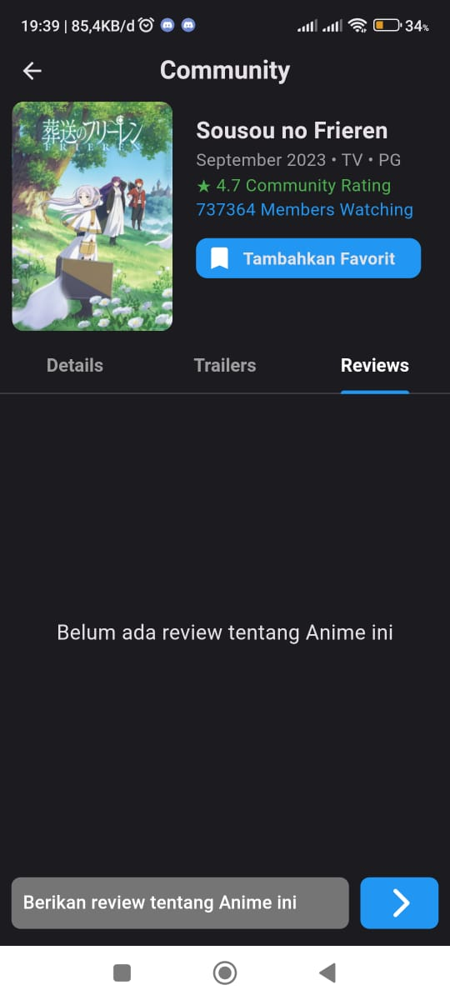 19:39 | 85,4KB/d
34%
Community
葬送のフリーレン
FRIEREN
Sousou no Frieren
September 2023 • TV • PG
★ 4.7 Community Rating
737364 Members Watching
Tambahkan Favorit
Details
Trailers
Reviews
Belum ada review tentang Anime ini
Berikan review tentang Anime ini